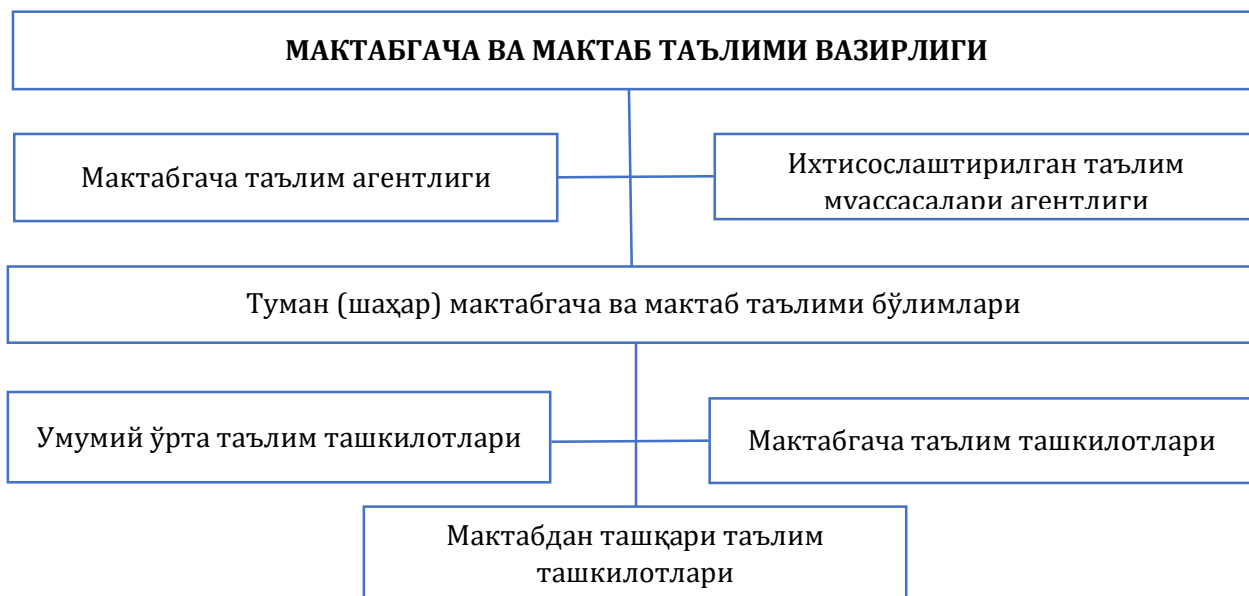 МАКТАБГАЧА ВА МАКТАБ ТАЪЛИМИ ВАЗИРЛИГИ
Мактабгача таълим агентлиги
Ихтисослаштирилган таълим
муассасалари агентлиги
Туман (шаҳар) мактабгача ва мактаб таълими бўлимлари
Умумий ўрта таълим ташкилотлари
Мактабгача таълим ташкилотлари
Мактабдан ташқари таълим
ташкилотлари